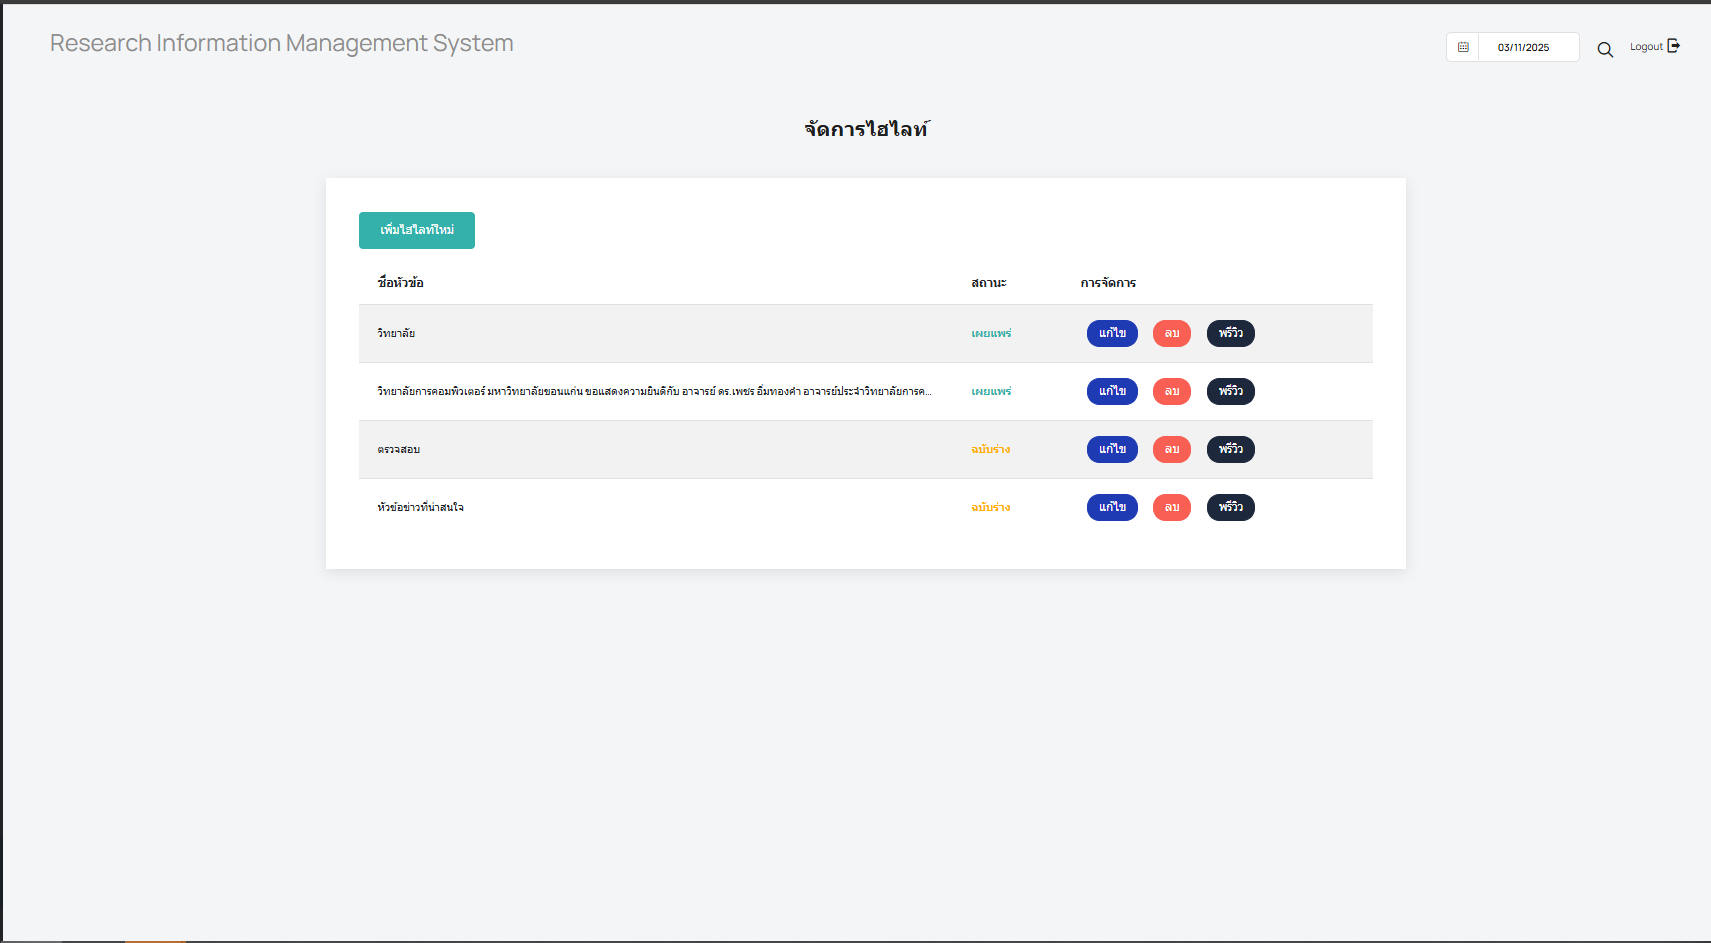 Research Information Management System
03/11/2025
Logout
จัดการไฮไลท์
เพิ่มไฮไลท์ใหม่
ชื่อหัวข้อ สถานะ การจัดการ
วิทยาลัย เผยแพร่ แก้ไข ลบ พรีวิว
วิทยาลัยการคอมพิวเตอร์ มหาวิทยาลัยขอนแก่น ขอแสดงความยินดีกับ อาจารย์ ดร.เพชร อิ่มทองคำ อาจารย์ประจำวิทยาลัยการค... เผยแพร่ แก้ไข ลบ พรีวิว
ตรวจสอบ ฉบับร่าง แก้ไข ลบ พรีวิว
หัวข้อข่าวที่น่าสนใจ ฉบับร่าง แก้ไข ลบ พรีวิว